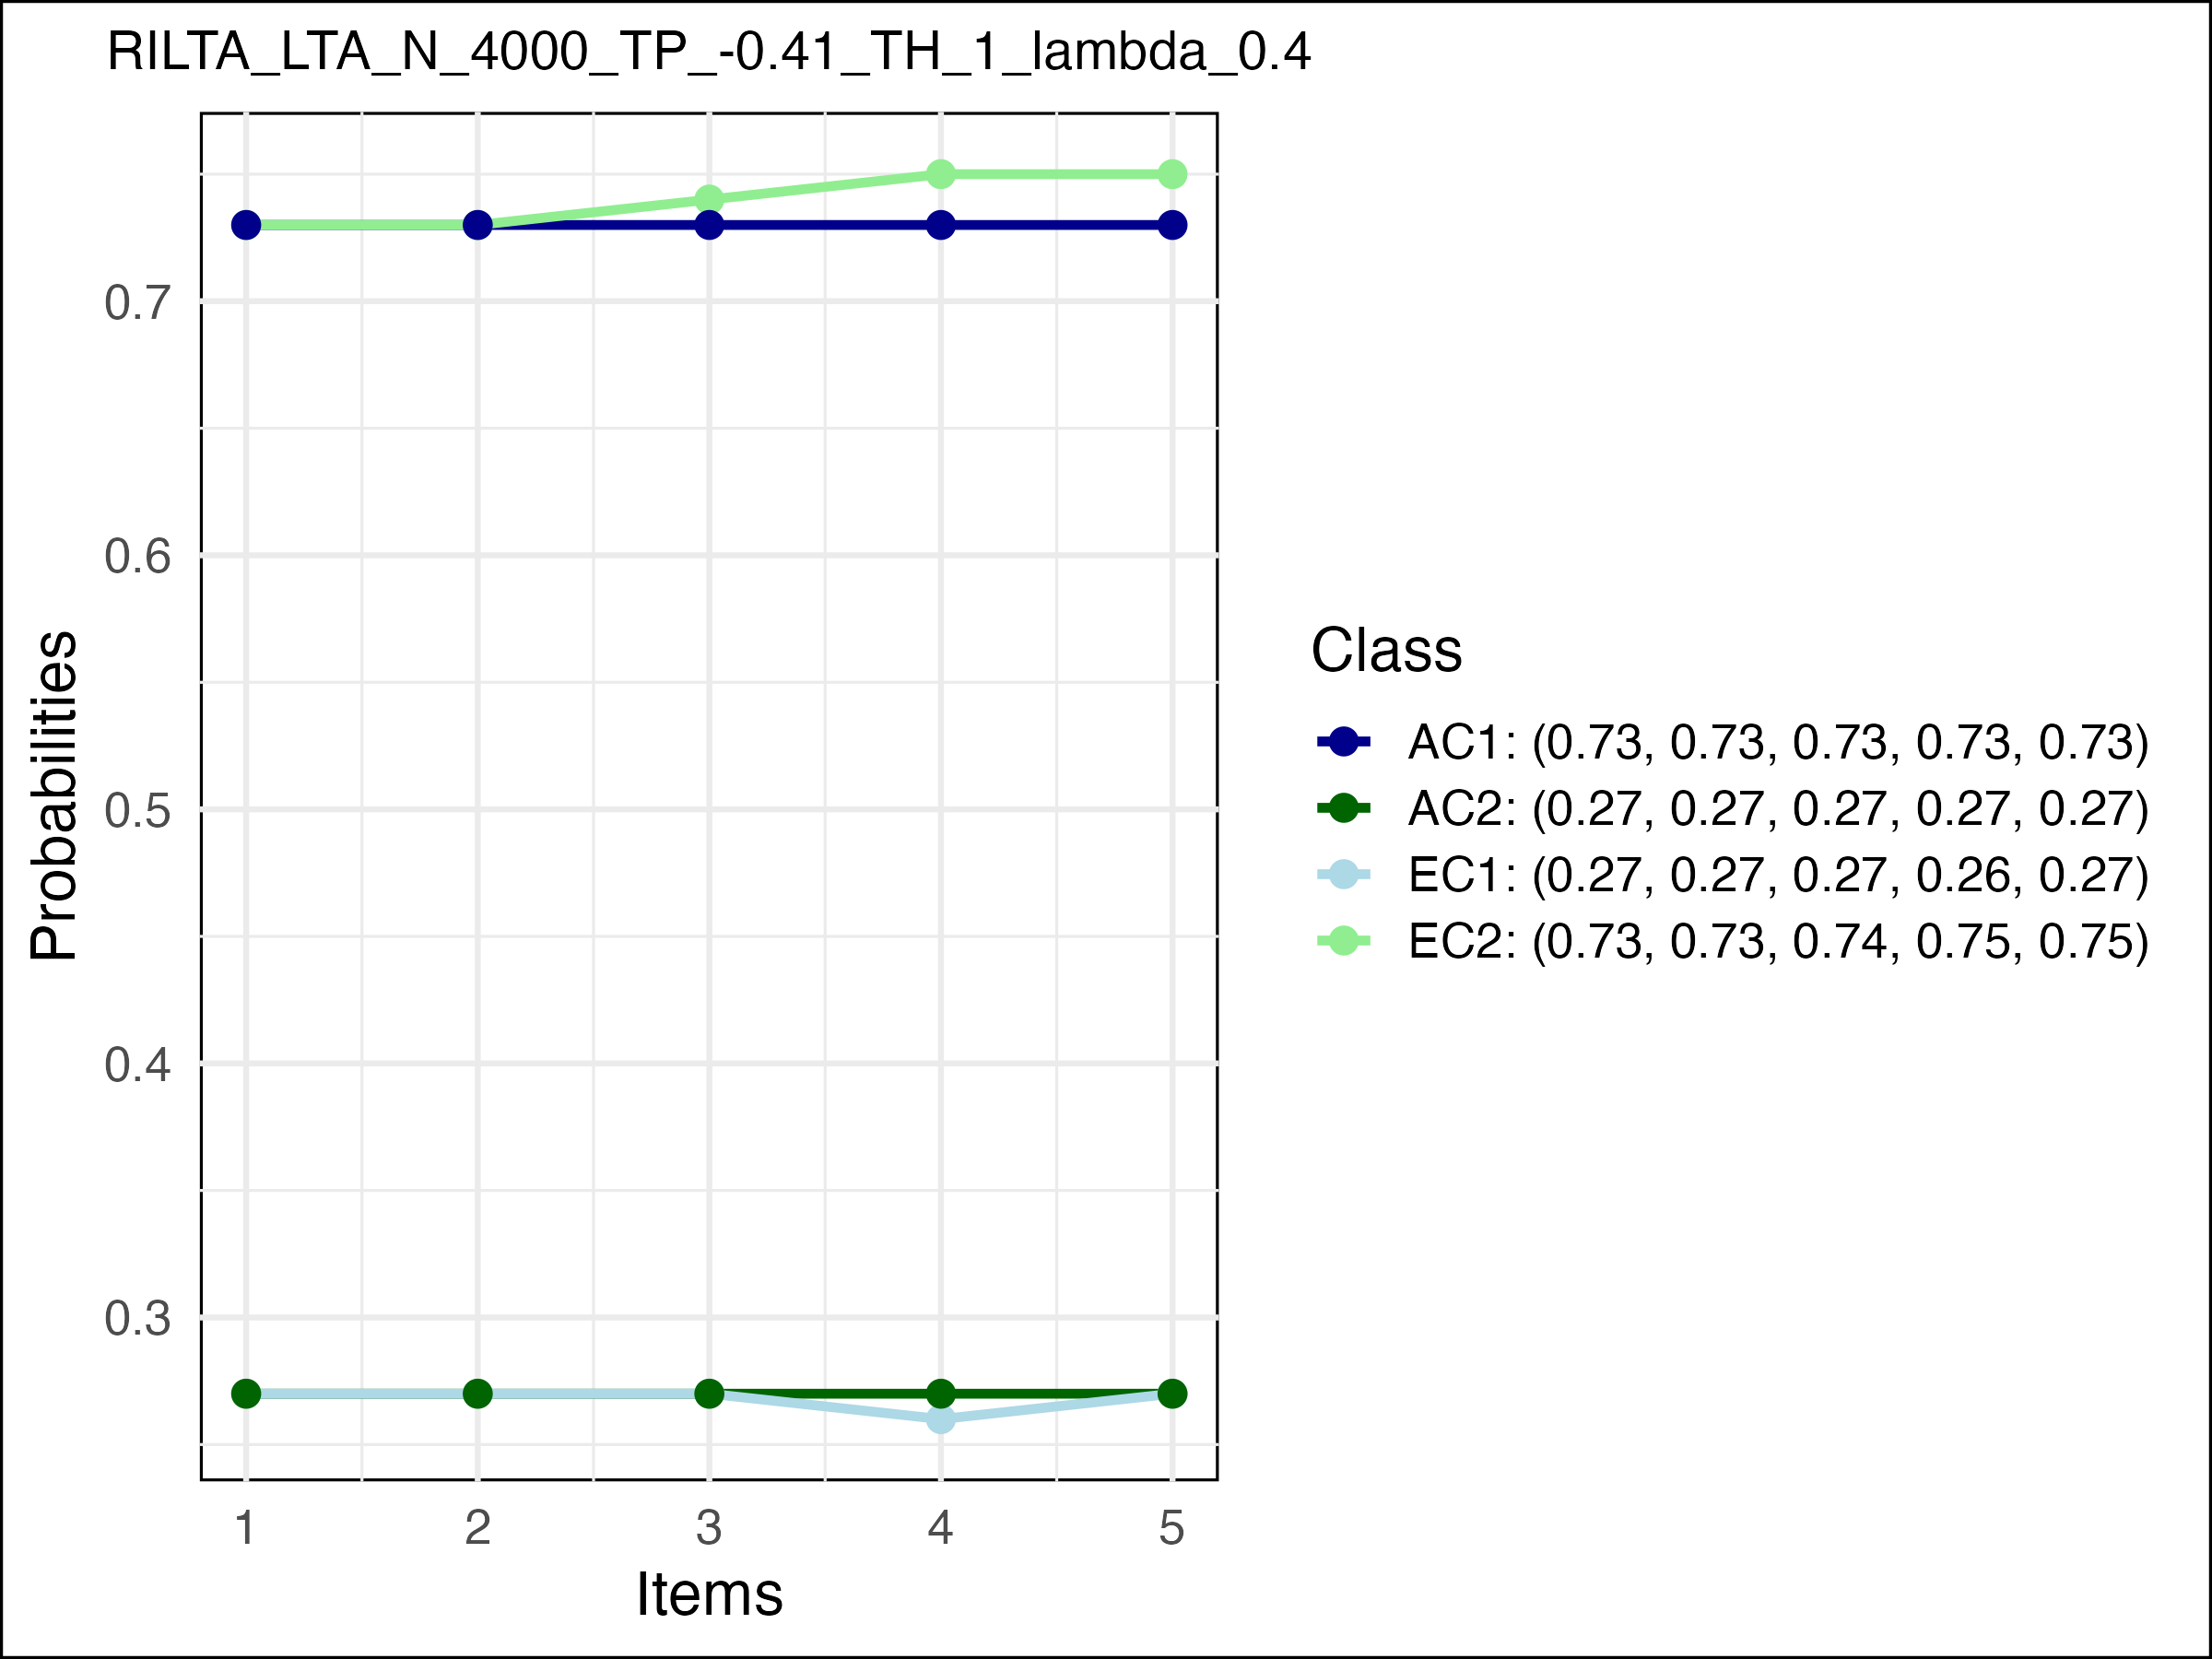 RILTA_LTA_N_4000_TP_-0.41_TH_1_lambda_0.4
Probabilities
0.7
0.6
0.5
0.4
0.3
1 2 3 4 5
Items
Class
AC1: (0.73, 0.73, 0.73, 0.73, 0.73)
AC2: (0.27, 0.27, 0.27, 0.27, 0.27)
EC1: (0.27, 0.27, 0.27, 0.26, 0.27)
EC2: (0.73, 0.73, 0.74, 0.75, 0.75)